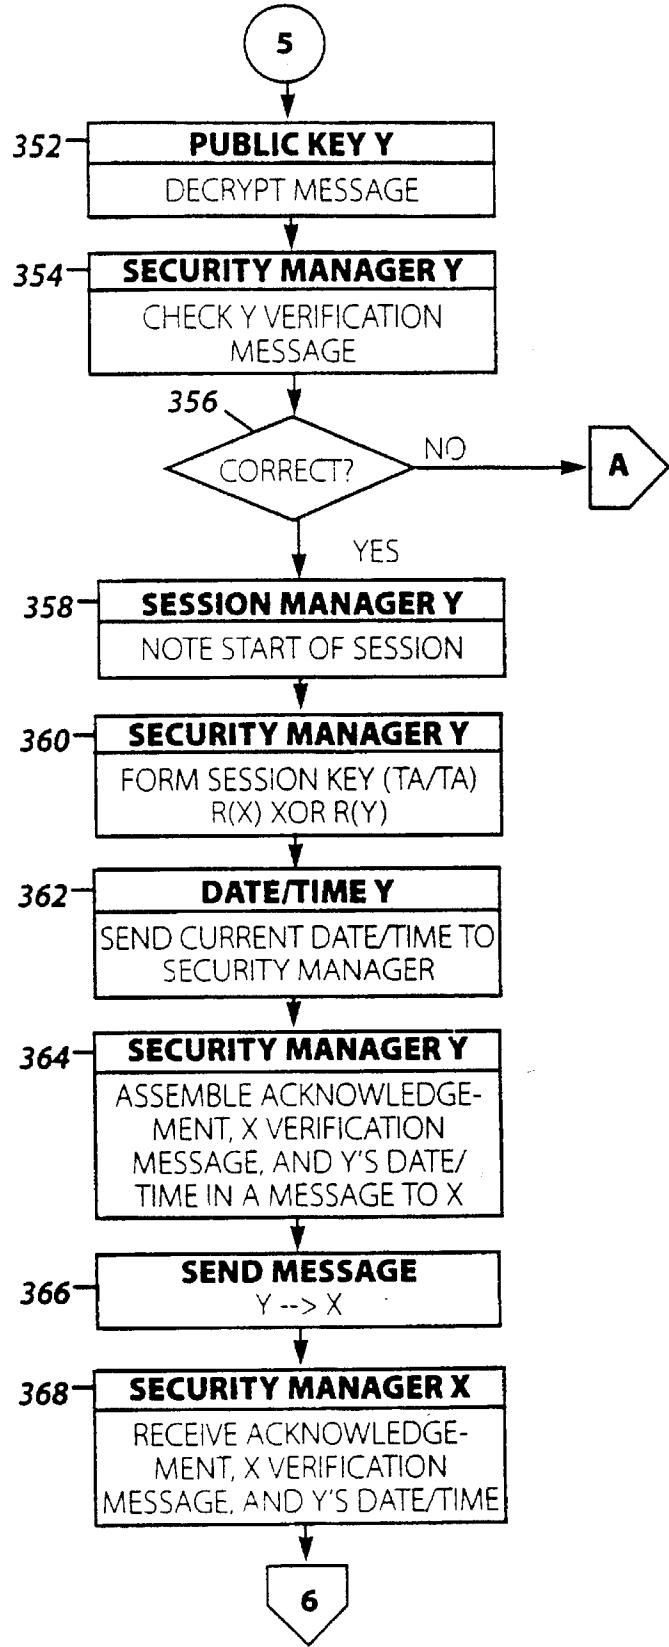 5
352
PUBLIC KEY Y
DECRYPT MESSAGE
354
SECURITY MANAGER Y
CHECK Y VERIFICATION
MESSAGE
356
CORRECT?
NO
A
YES
358
SESSION MANAGER Y
NOTE START OF SESSION
360
SECURITY MANAGER Y
FORM SESSION KEY (TA/TA)
R(X) XOR R(Y)
362
DATE/TIME Y
SEND CURRENT DATE/TIME TO
SECURITY MANAGER
364
SECURITY MANAGER Y
ASSEMBLE ACKNOWLEDGE-
MENT, X VERIFICATION
MESSAGE, AND Y'S DATE/
TIME IN A MESSAGE TO X
366
SEND MESSAGE
Y --> X
368
SECURITY MANAGER X
RECEIVE ACKNOWLEDGE-
MENT, X VERIFICATION
MESSAGE, AND Y'S DATE/TIME
6